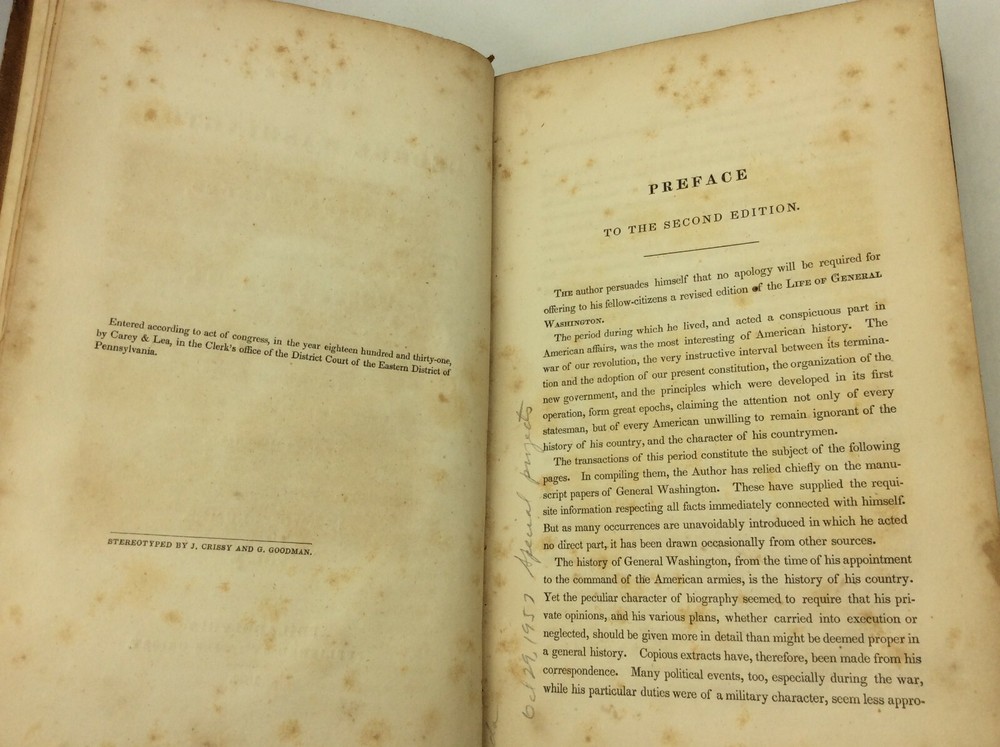 Entered according to act of congress, in the year eighteen hundred and thirty-one,
by Carey & Lea, in the Clerk's office of the District Court of the Eastern District of
Pennsylvania.
STEREOTYPED BY J. CRISSY AND G. GOODMAN.
PREFACE
TO THE SECOND EDITION.
THE author persuades himself that no apology will be required for
offering to his fellow-citizens a revised edition of the LIFE OF GENERAL
WASHINGTON.
The period during which he lived, and acted a conspicuous part in
American affairs, was the most interesting of American history. The
war of our revolution, the very instructive interval between its termina-
tion and the adoption of our present constitution, the organization of the
new government, and the principles which were developed in its first
operation, form great epochs, claiming the attention not only of every
statesman, but of every American unwilling to remain ignorant of the
history of his country, and the character of his countrymen.
The transactions of this period constitute the subject of the following
pages. In compiling them, the Author has relied chiefly on the manu-
script papers of General Washington. These have supplied the requi-
site information respecting all facts immediately connected with himself.
But as many occurrences are unavoidably introduced in which he acted
no direct part, it has been drawn occasionally from other sources.
The history of General Washington, from the time of his appointment
to the command of the American armies, is the history of his country.
Yet the peculiar character of biography seemed to require that his pri-
vate opinions, and his various plans, whether carried into execution or
neglected, should be given more in detail than might be deemed proper in
a general history. Copious extracts have, therefore, been made from his
correspondence. Many political events, too, especially during the war,
while his particular duties were of a military character, seem less appro-
Oct 29, 1957 Special projects